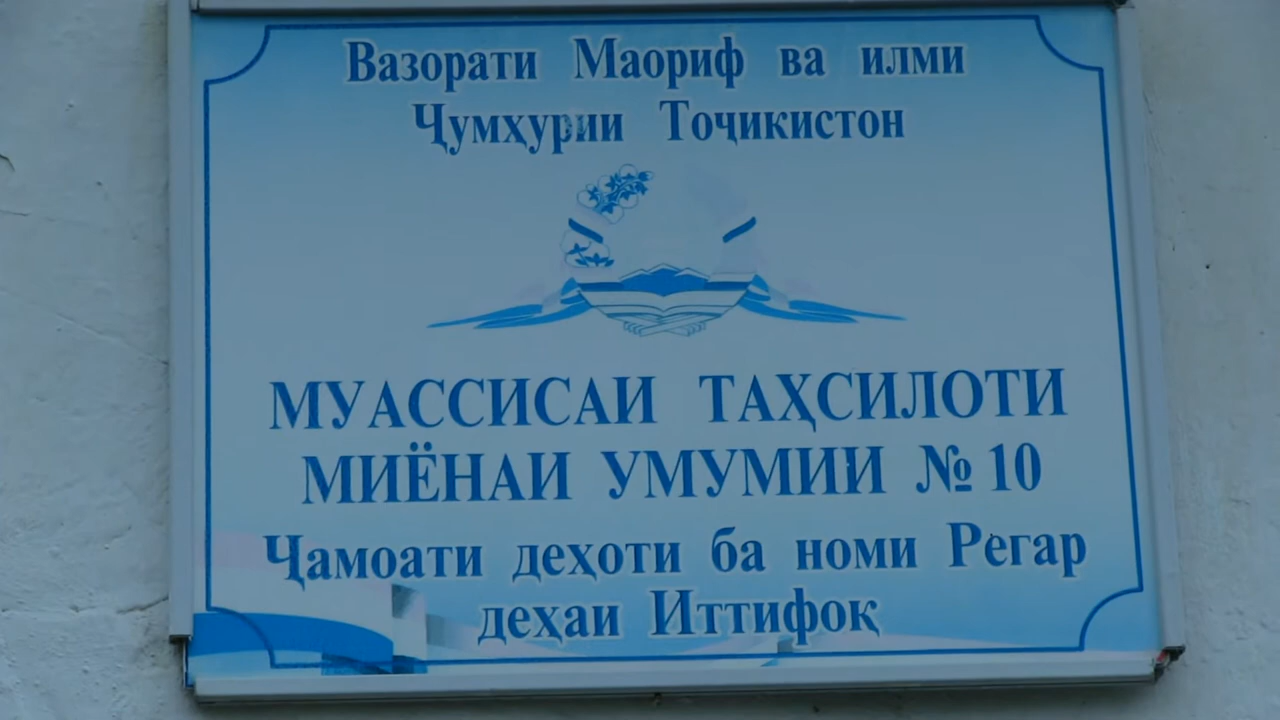 Вазорати Маориф ва илми
Ҷумҳурии Тоҷикистон
МУАССИСАИ ТАҲСИЛОТИ
МИЁНАИ УМУМИИ № 10
Ҷамоати деҳоти ба номи Регар
деҳаи Иттифоқ